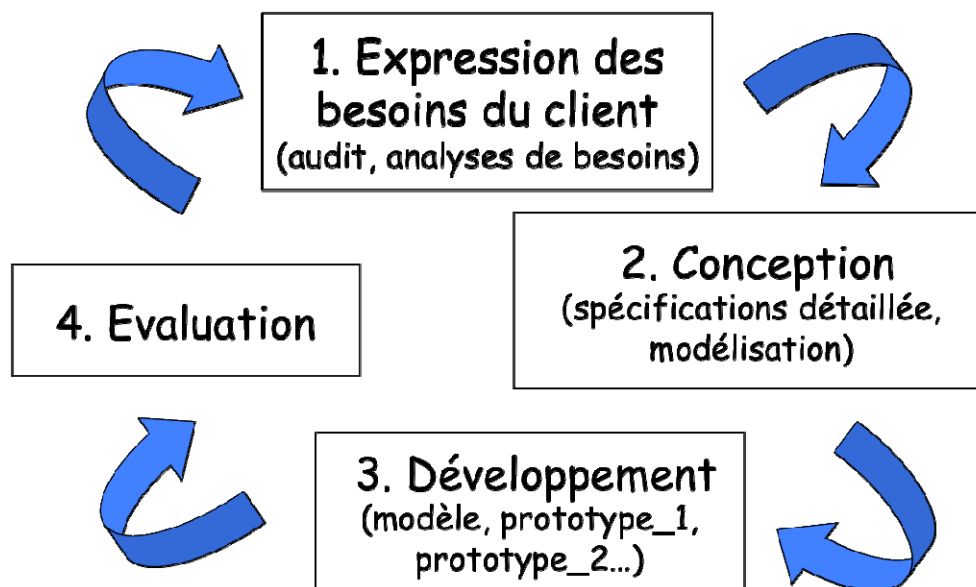 1. Expression des
besoins du client
(audit, analyses de besoins)
2. Conception
(spécifications détaillée,
modélisation)
4. Evaluation
3. Développement
(modèle, prototype_1,
prototype_2...)